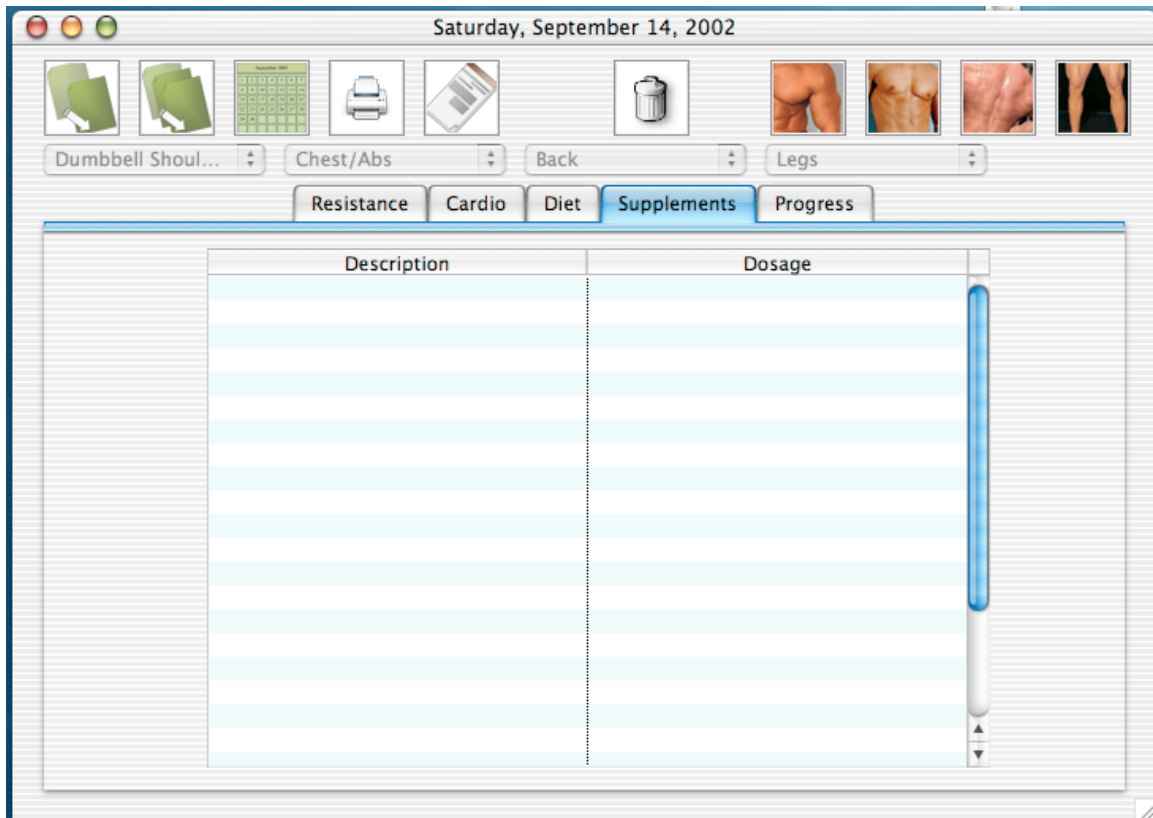 Saturday, September 14, 2002
Dumbbell Shoul... Chest/Abs Back Legs
Resistance Cardio Diet Supplements Progress
Description Dosage